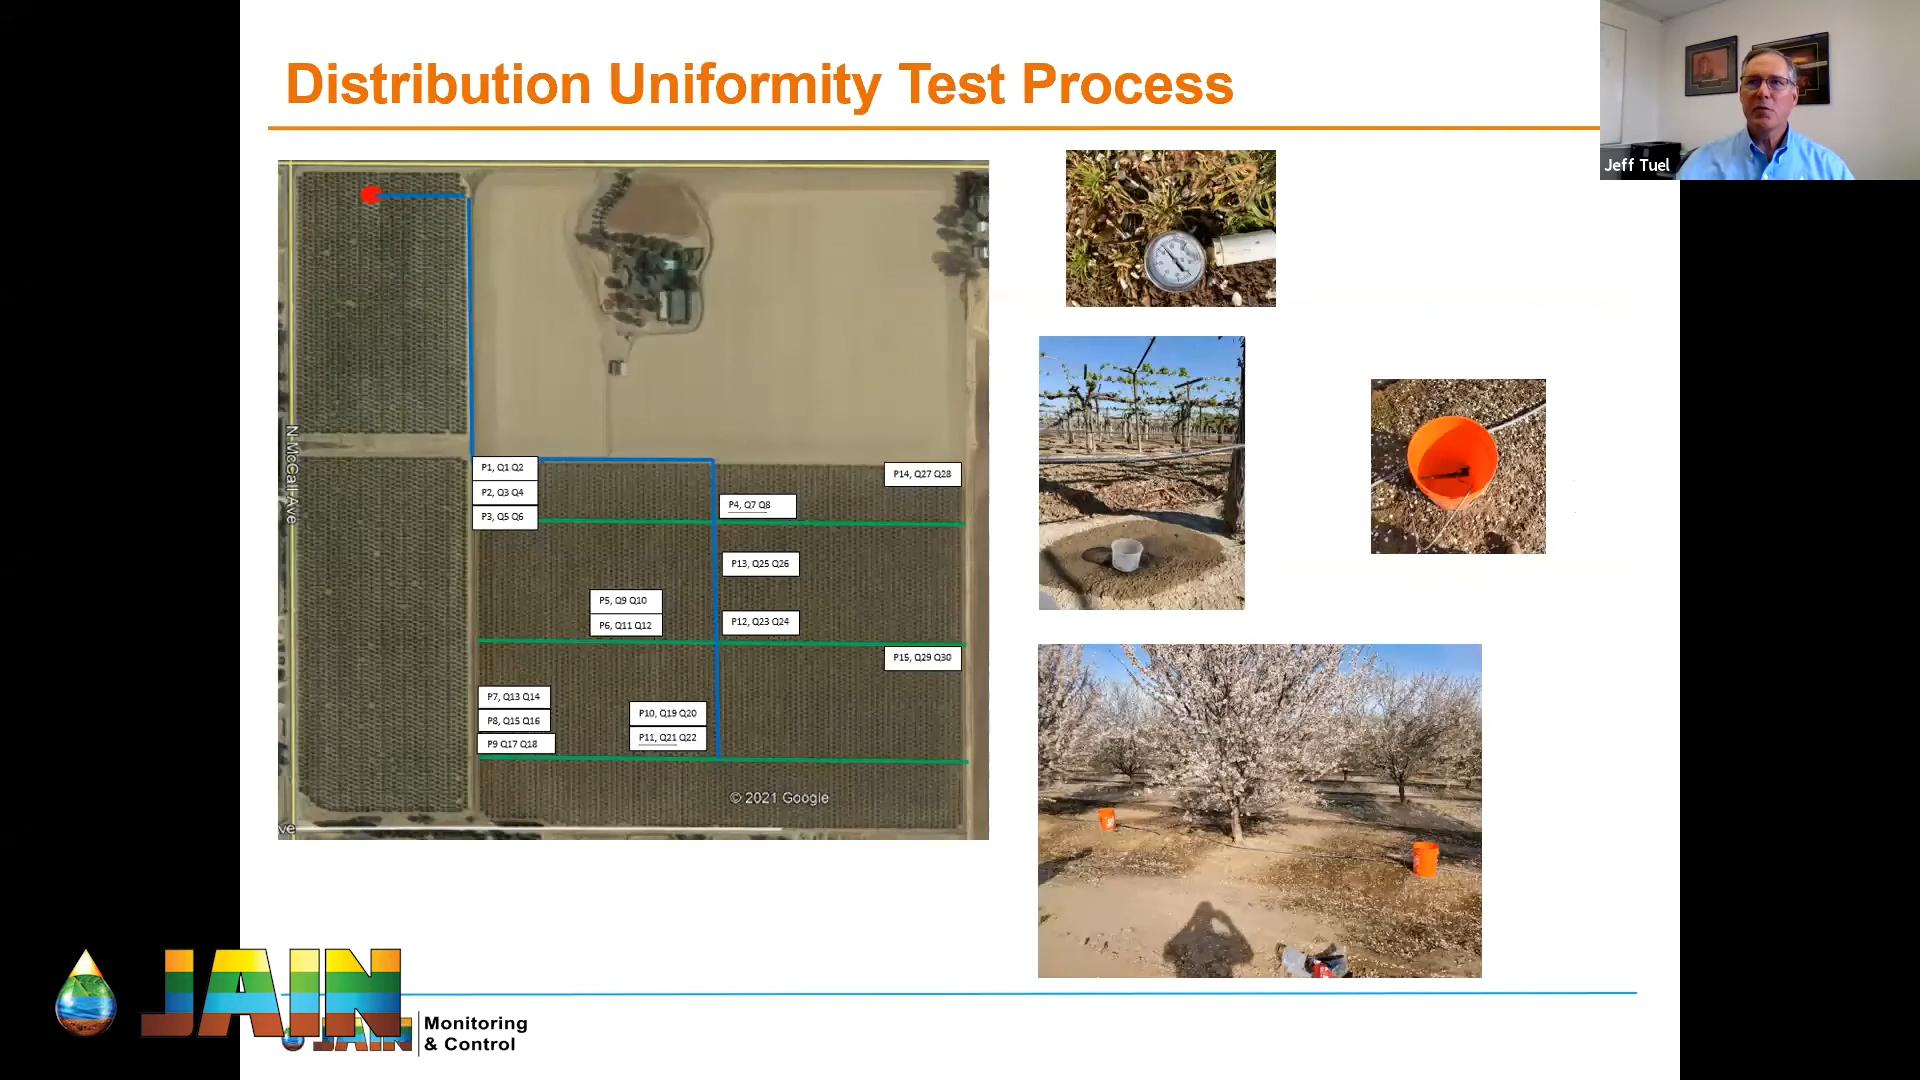 Distribution Uniformity Test Process
Jeff Tuel
N McCall Ave
P1, Q1 Q2
P2, Q3 Q4
P3, Q5 Q6
P14, Q27 Q28
P4, Q7 Q8
P13, Q25 Q26
P5, Q9 Q10
P6, Q11 Q12
P12, Q23 Q24
P15, Q29 Q30
P7, Q13 Q14
P8, Q15 Q16
P9 Q17 Q18
P10, Q19 Q20
P11, Q21 Q22
© 2021 Google
ve
JAIN
JAIN
Monitoring
& Control